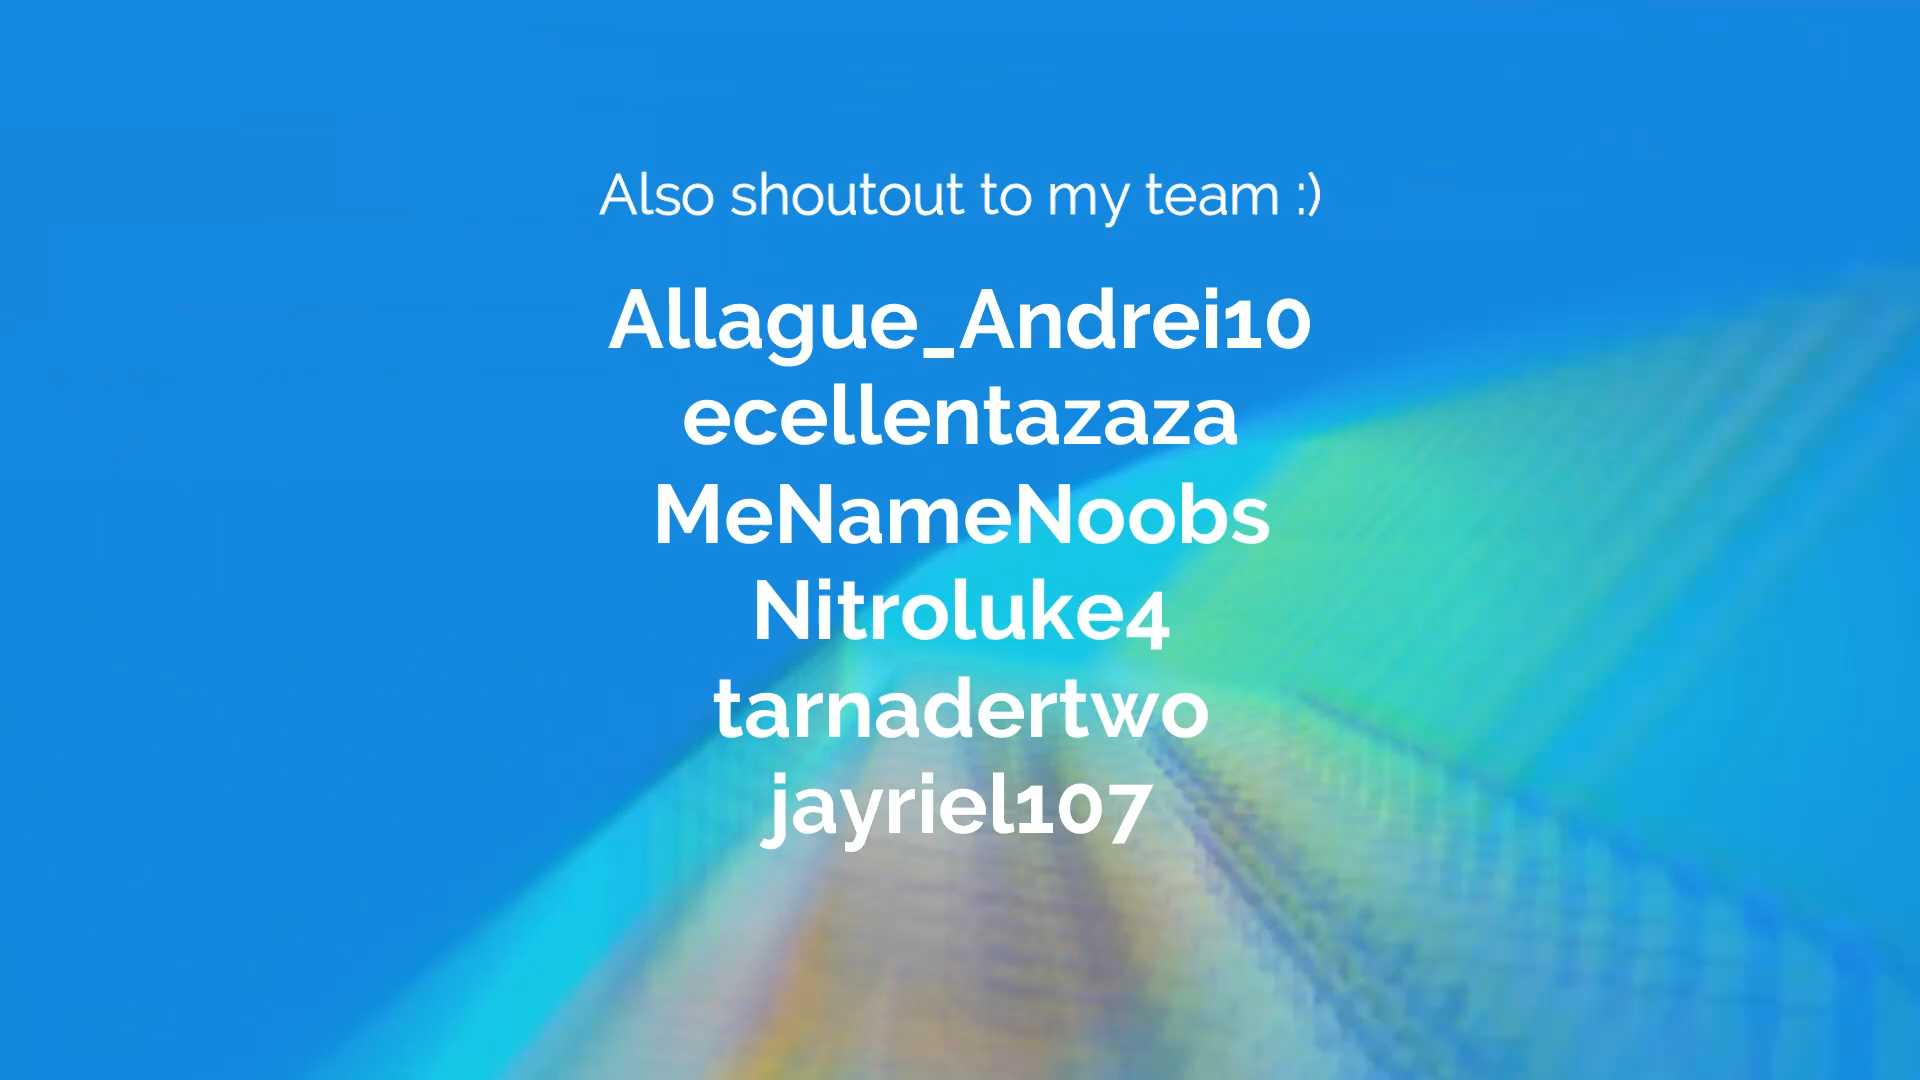 Also shoutout to my team :)
Allague_Andrei10
ecellentazaza
MeNameNoobs
Nitroluke4
tarnadertwo
jayriel107